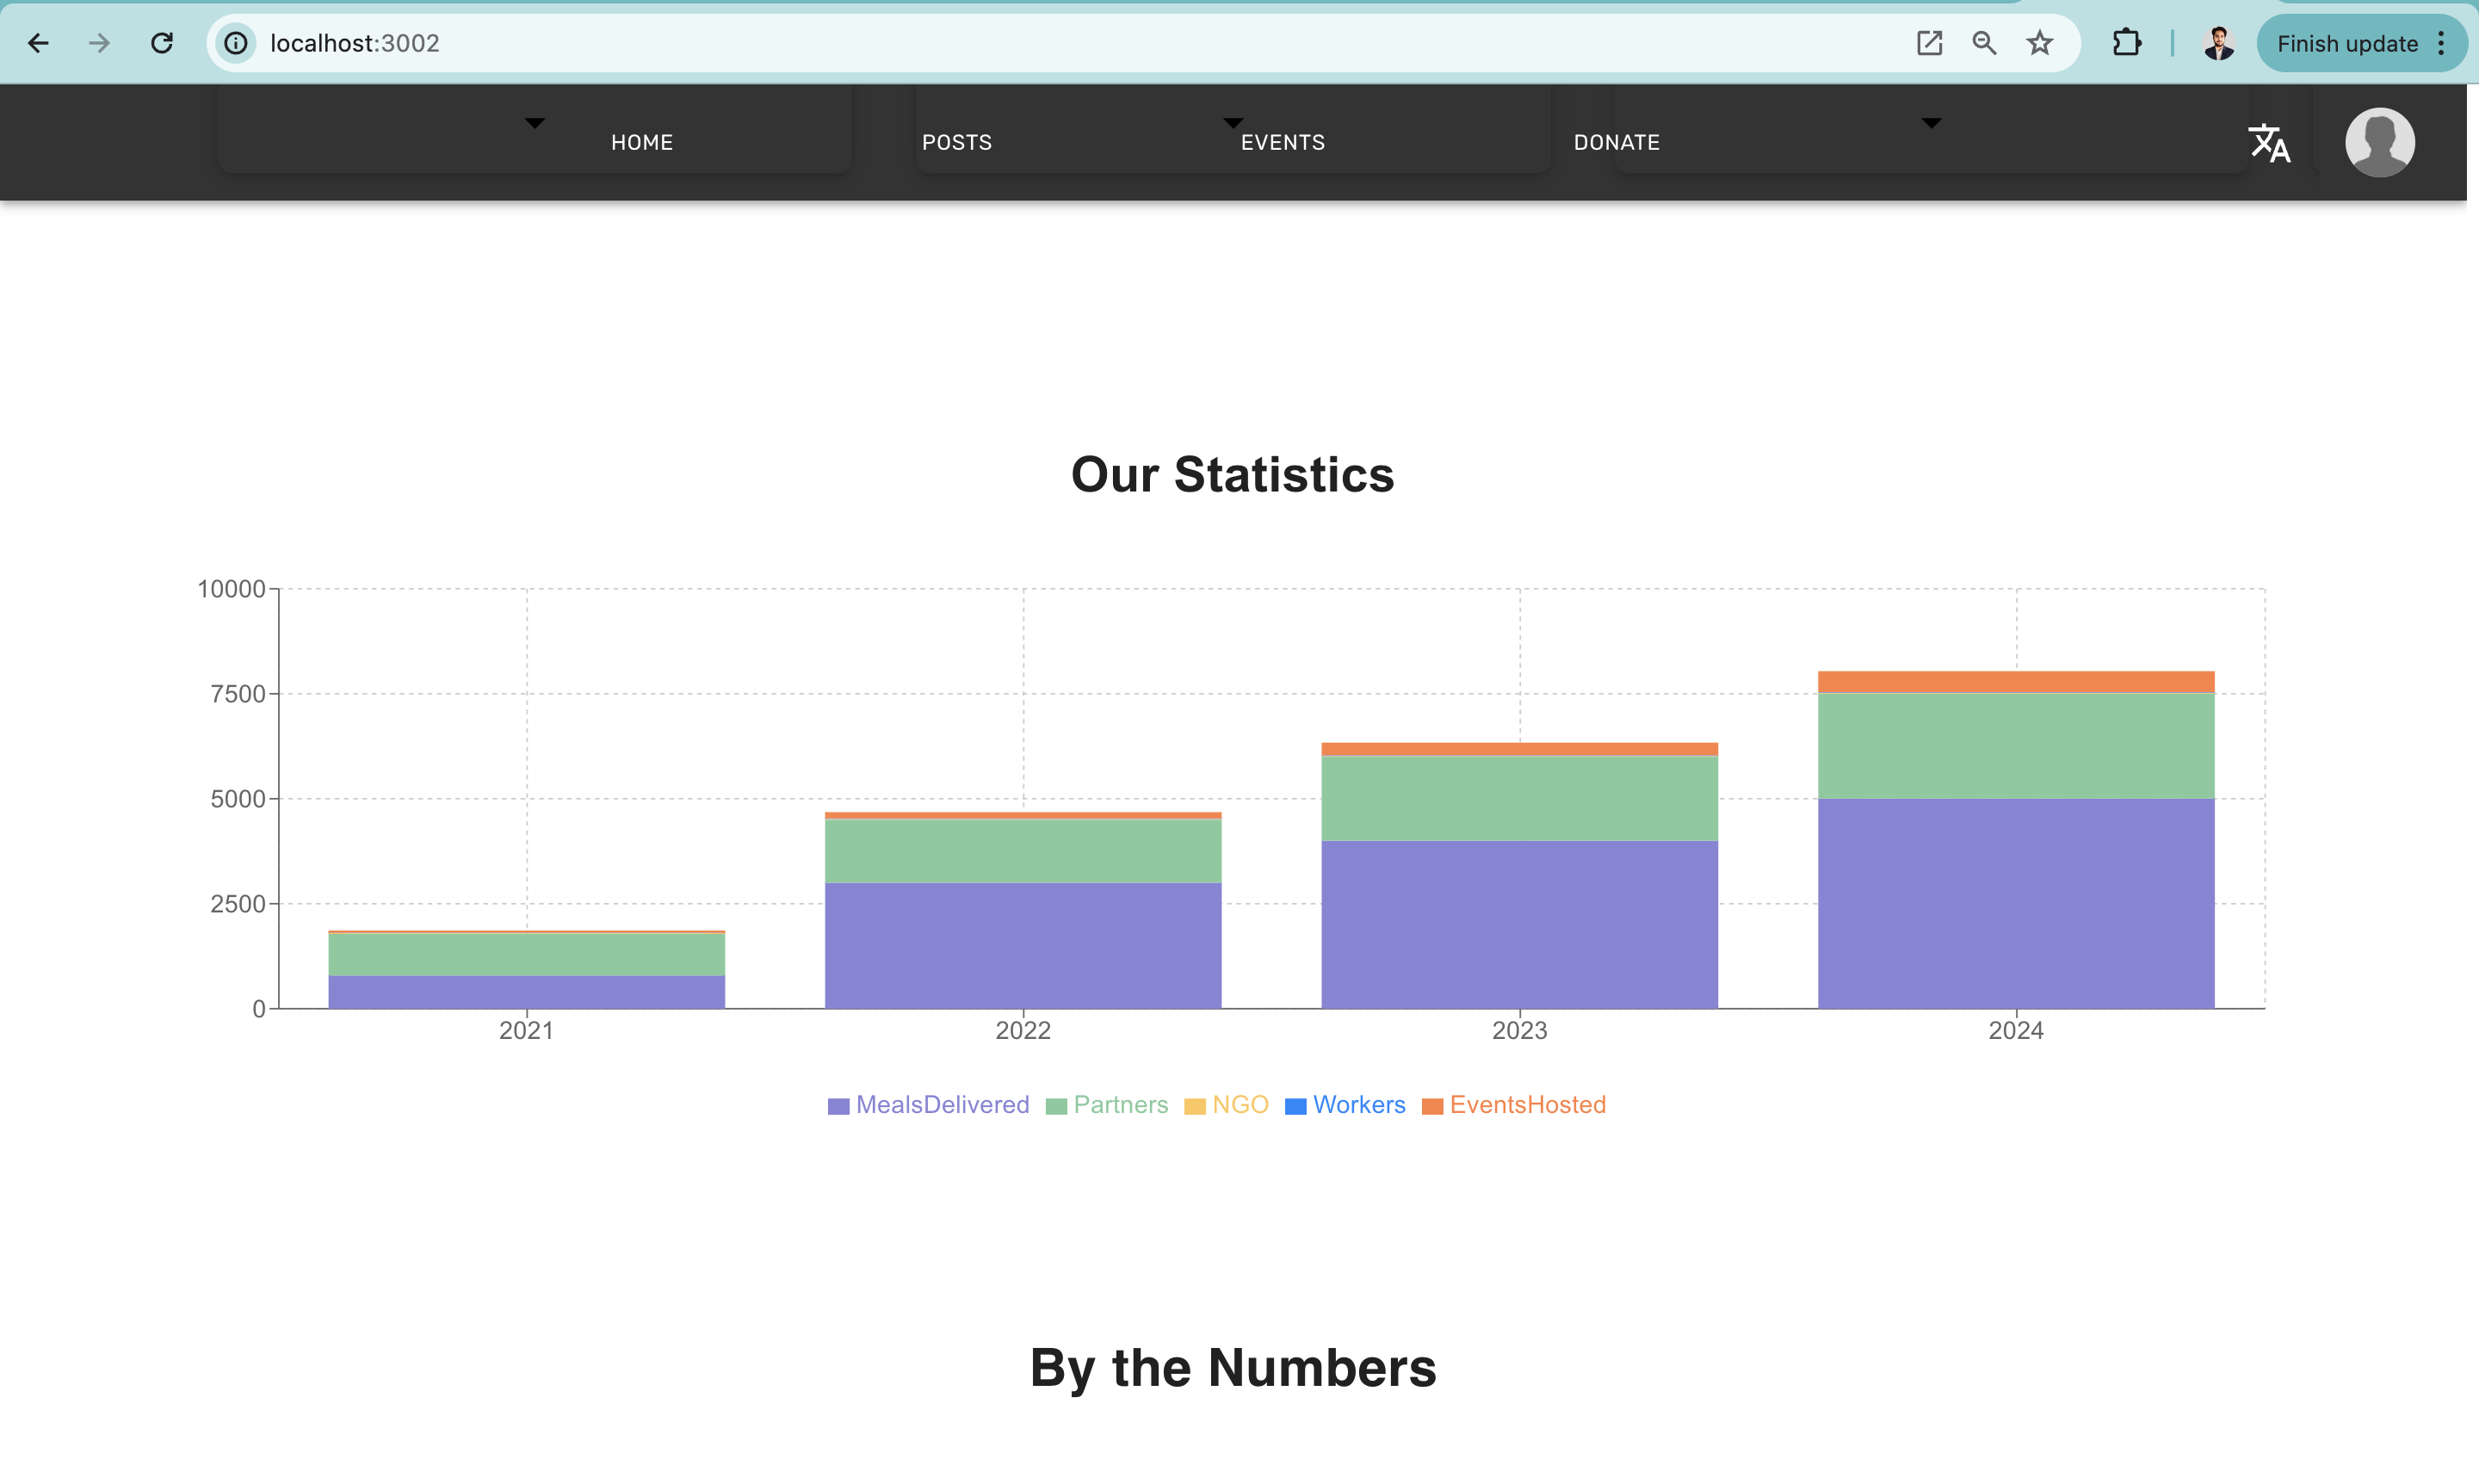 localhost:3002
Finish update
HOME POSTS EVENTS DONATE
Our Statistics
10000
7500
5000
2500
0
2021 2022 2023 2024
MealsDelivered Partners NGO Workers EventsHosted
By the Numbers